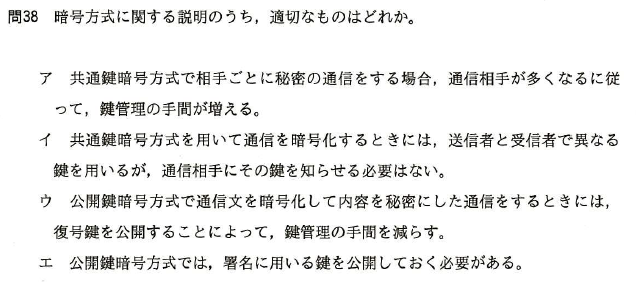 問38 暗号方式に関する説明のうち，適切なものはどれか。
ア 共通鍵暗号方式で相手ごとに秘密の通信をする場合，通信相手が多くなるに従
って，鍵管理の手間が増える。
イ 共通鍵暗号方式を用いて通信を暗号化するときには，送信者と受信者で異なる
鍵を用いるが，通信相手にその鍵を知らせる必要はない。
ウ 公開鍵暗号方式で通信文を暗号化して内容を秘密にした通信をするときには，
復号鍵を公開することによって，鍵管理の手間を減らす。
エ 公開鍵暗号方式では，署名に用いる鍵を公開しておく必要がある。